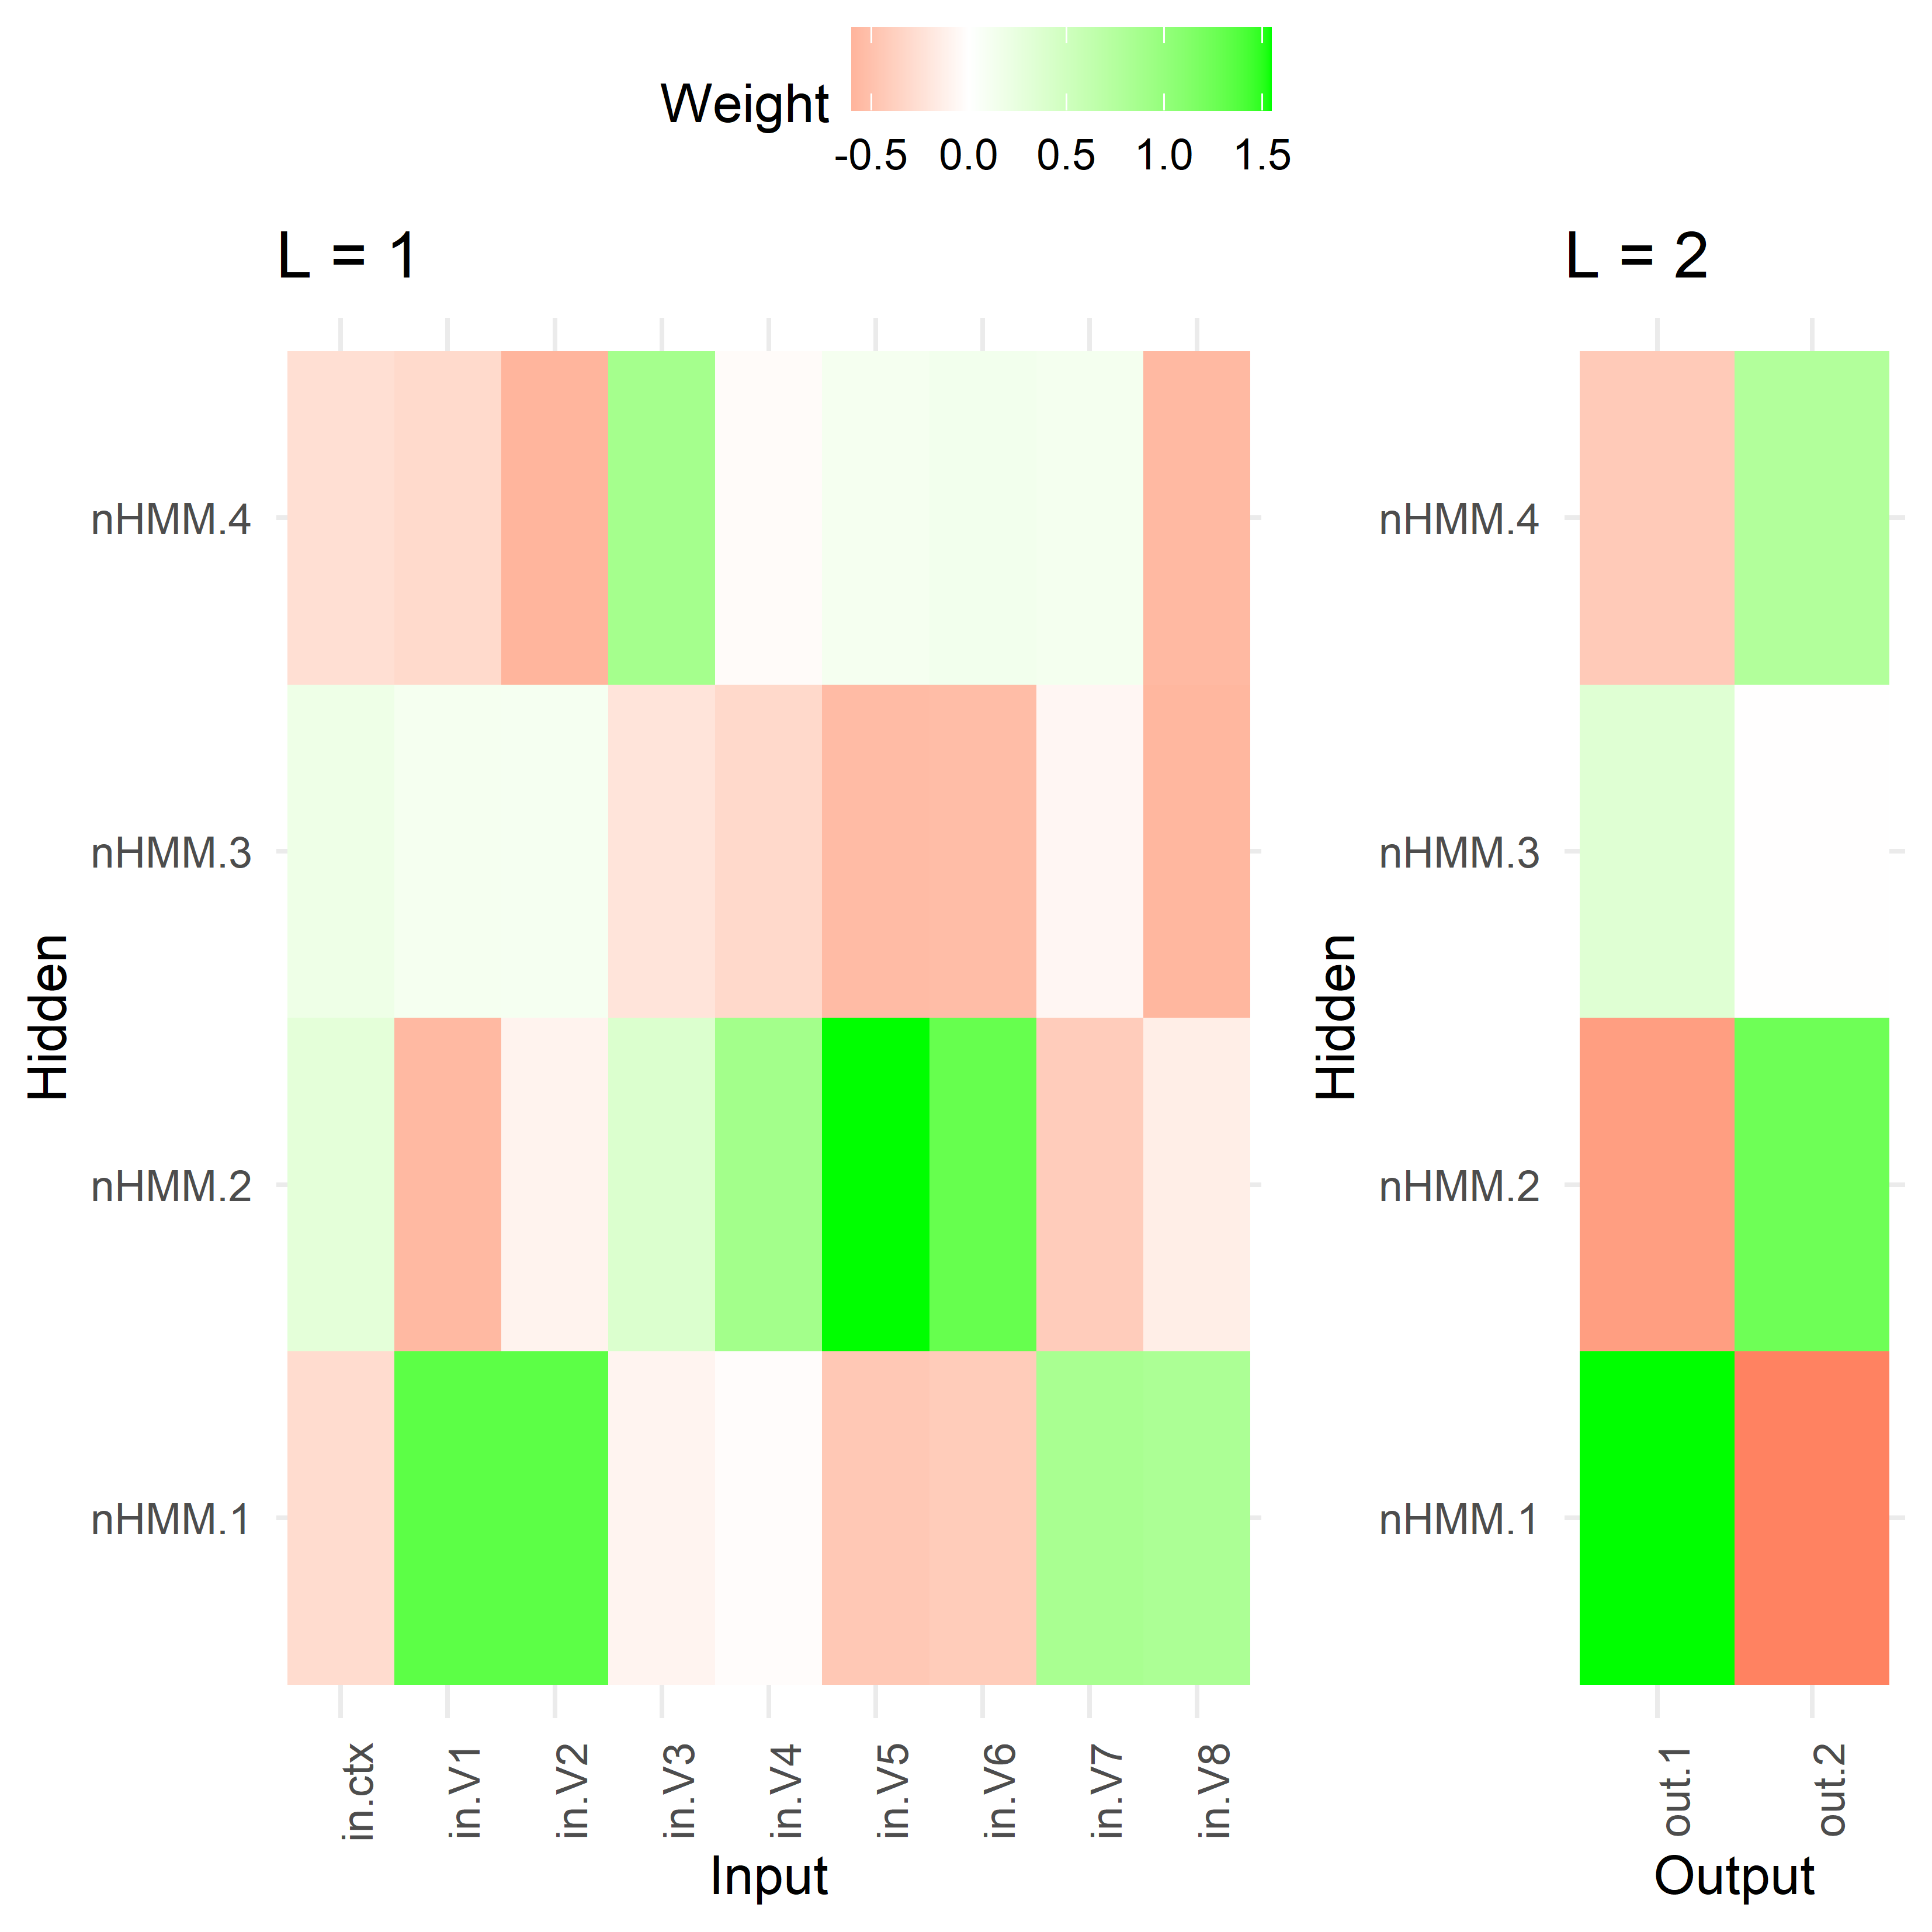 Weight
-0.5 0.0 0.5 1.0 1.5
L = 1
Hidden
nHMM.4
nHMM.3
nHMM.2
nHMM.1
in.ctx in.V1 in.V2 in.V3 in.V4 in.V5 in.V6 in.V7 in.V8
Input
L = 2
Hidden
nHMM.4
nHMM.3
nHMM.2
nHMM.1
out.1 out.2
Output